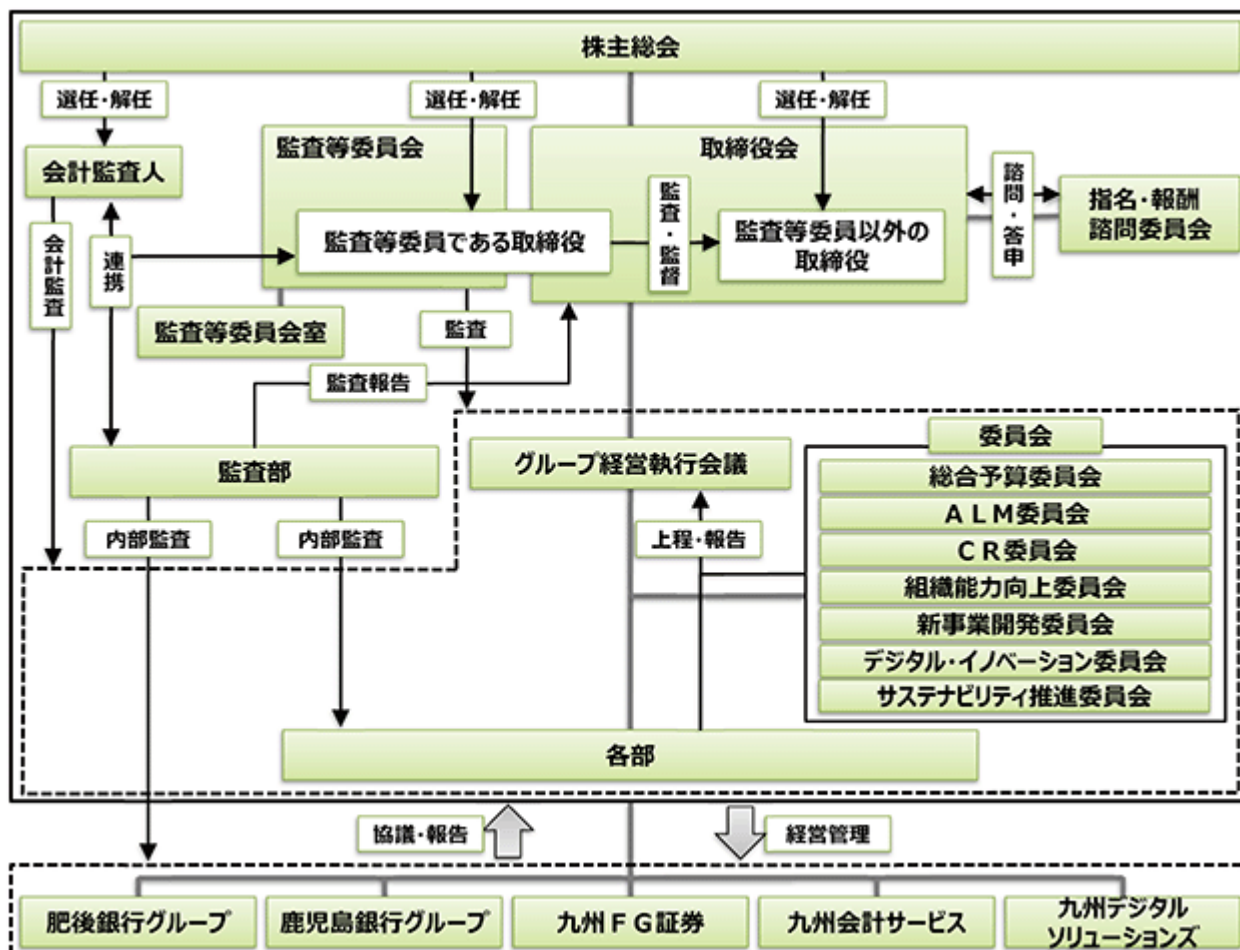 株主総会
選任・解任
選任・解任
選任・解任
会計監査人
監査等委員会
取締役会
監査等委員である取締役
監査・監督
監査等委員以外の
取締役
諮問・答申
指名・報酬
諮問委員会
会計監査
連携
監査等委員会室
監査
監査報告
監査部
グループ経営執行会議
委員会
総合予算委員会
ＡＬＭ委員会
ＣＲ委員会
組織能力向上委員会
新事業開発委員会
デジタル・イノベーション委員会
サステナビリティ推進委員会
内部監査
内部監査
上程・報告
各部
協議・報告
経営管理
肥後銀行グループ
鹿児島銀行グループ
九州ＦＧ証券
九州会計サービス
九州デジタル
ソリューションズ